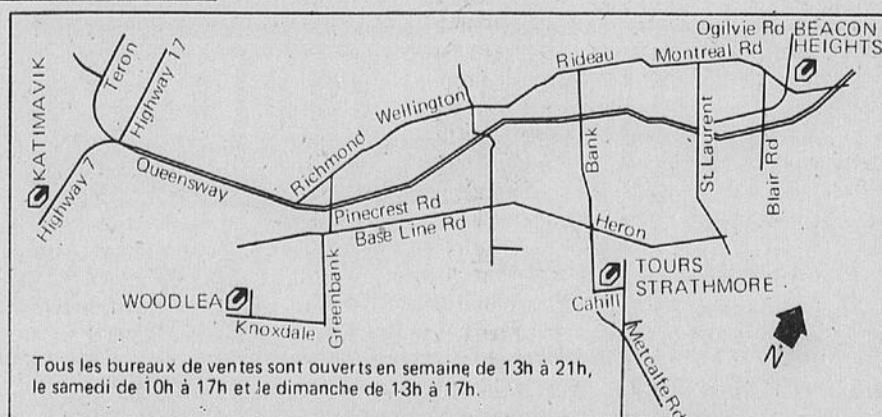 Ogilvie Rd
BEACON
HEIGHTS
Rideau
Montreal Rd
Teron
Highway 17
Wellington
KATIMAVIK
Richmond
Bank
St Laurent
Blair Rd
Queensway
Highway 7
Pinecrest Rd
Base Line Rd
Heron
Greenbank
TOURS
STRATHMORE
WOODLEA
Cahill
Knoxdale
Metcalfe Rd
N
Tous les bureaux de ventes sont ouverts en semaine de 13h à 21h,
le samedi de 10h à 17h et le dimanche de 13h à 17h.